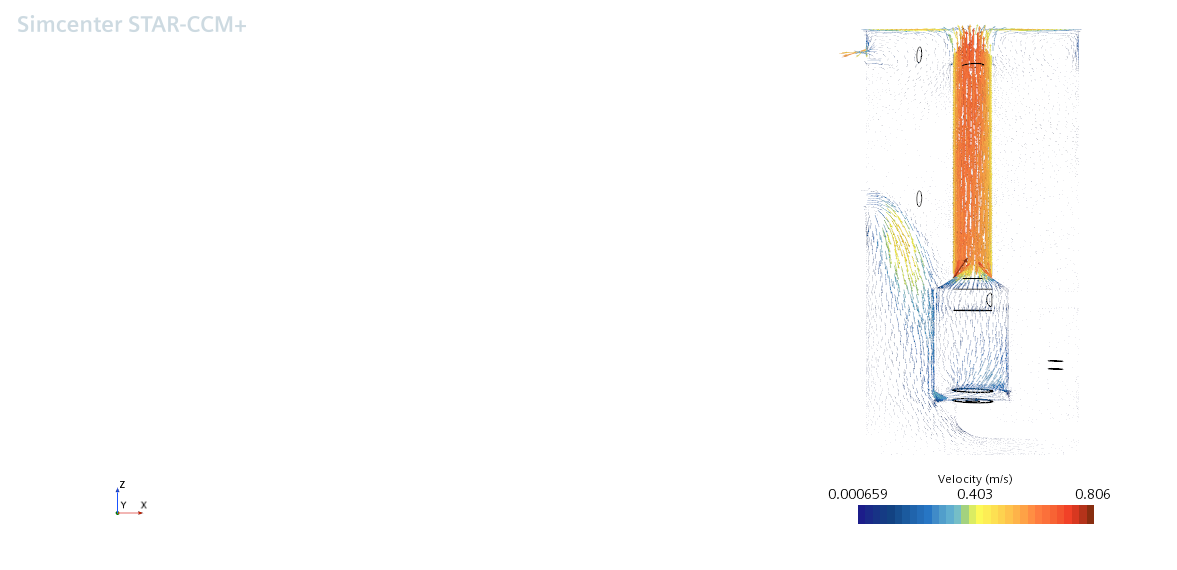 Simcenter STAR-CCM+
Z
Y X
Velocity (m/s)
0.000659 0.403 0.806